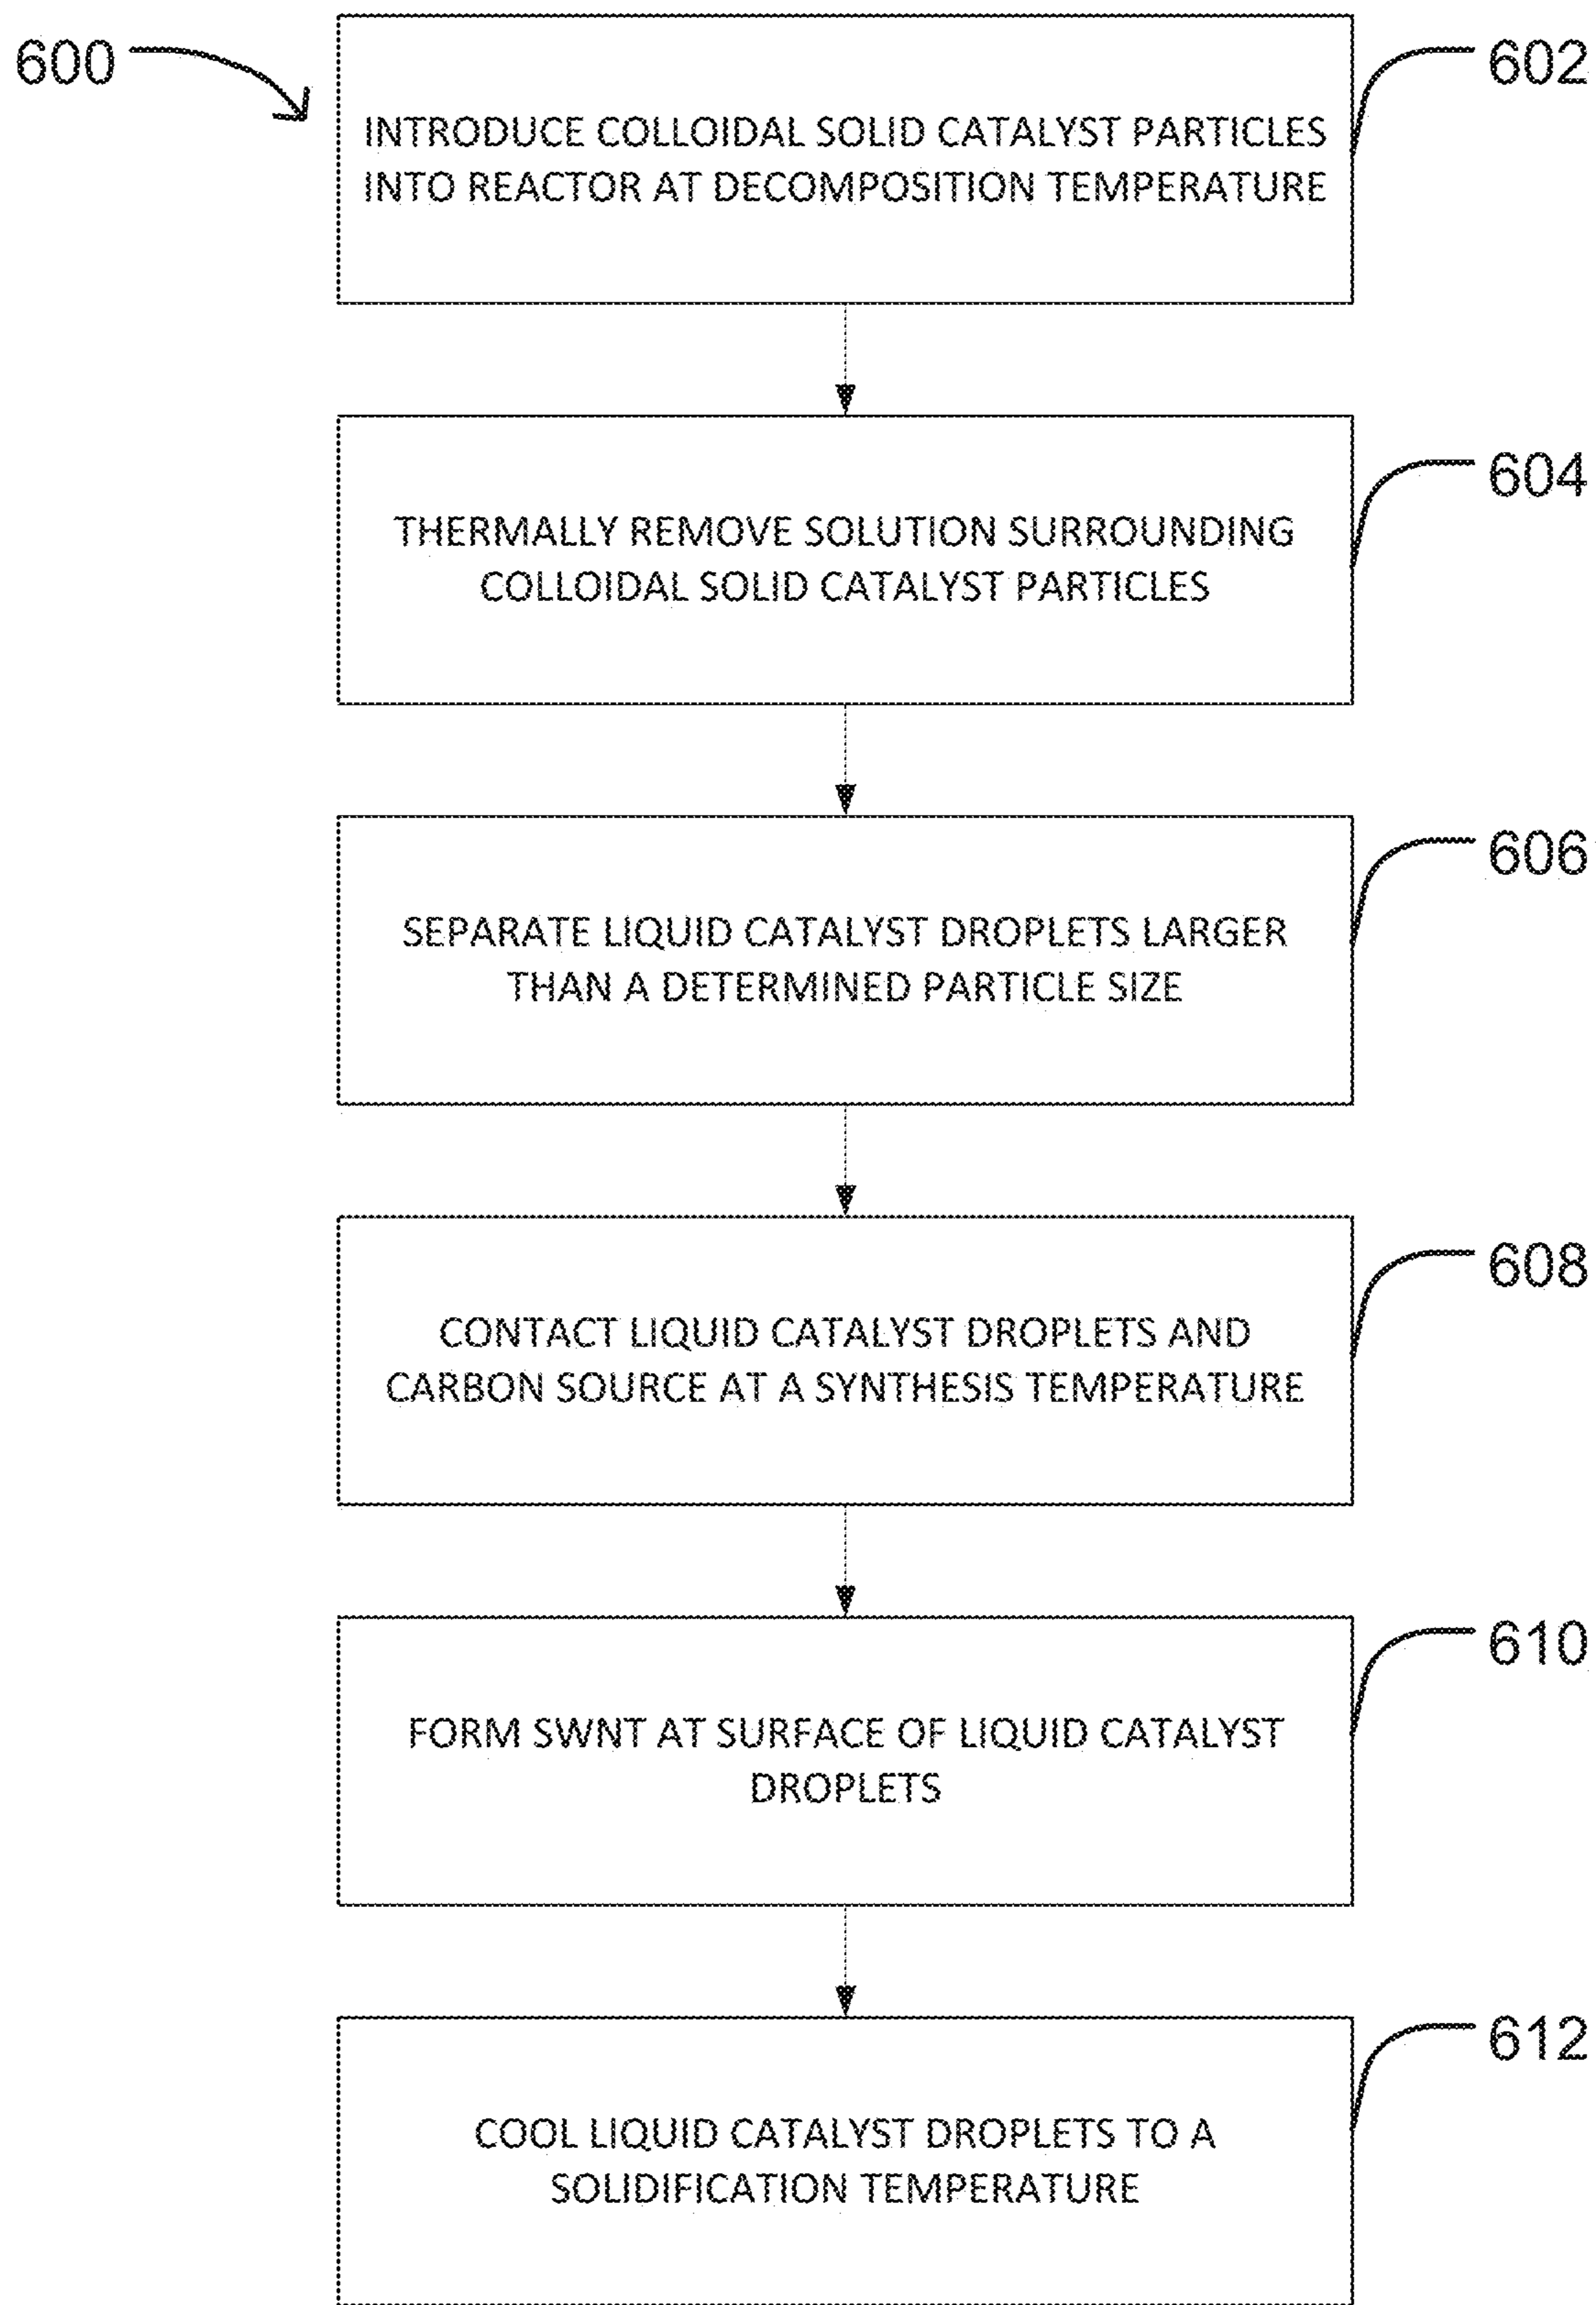 600
602
INTRODUCE COLLOIDAL SOLID CATALYST PARTICLES
INTO REACTOR AT DECOMPOSITION TEMPERATURE
604
THERMALLY REMOVE SOLUTION SURROUNDING
COLLOIDAL SOLID CATALYST PARTICLES
606
SEPARATE LIQUID CATALYST DROPLETS LARGER
THAN A DETERMINED PARTICLE SIZE
608
CONTACT LIQUID CATALYST DROPLETS AND
CARBON SOURCE AT A SYNTHESIS TEMPERATURE
610
FORM SWNT AT SURFACE OF LIQUID CATALYST
DROPLETS
612
COOL LIQUID CATALYST DROPLETS TO A
SOLIDIFICATION TEMPERATURE